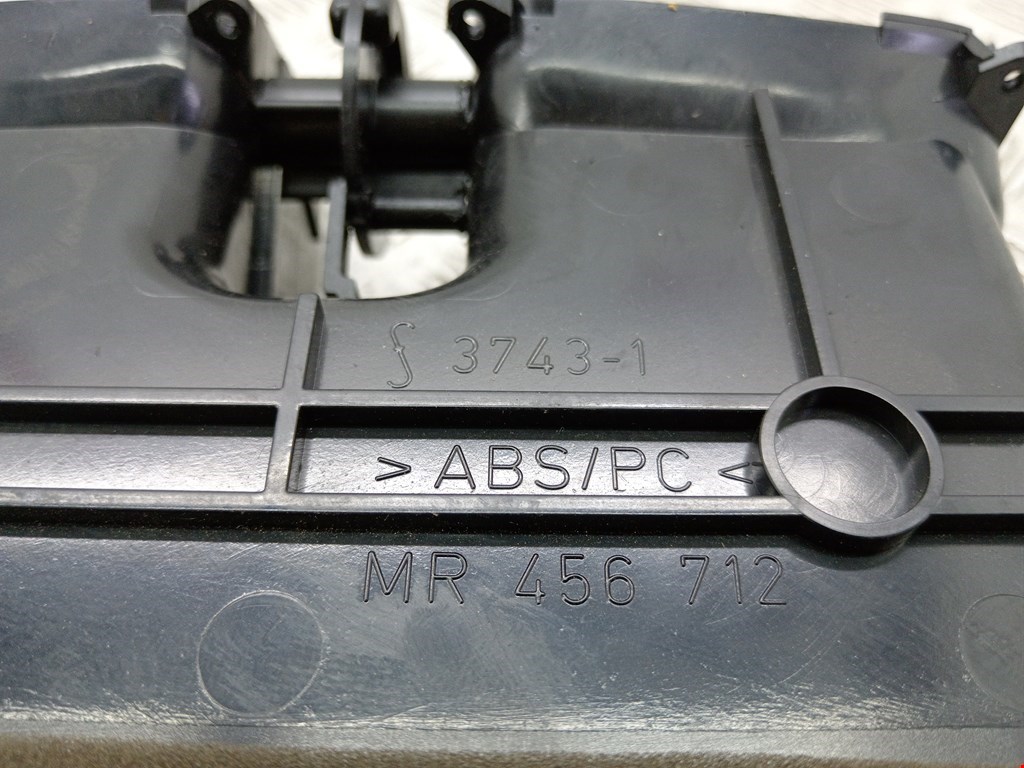 3743-1
> ABS/PC <
MR 456 712